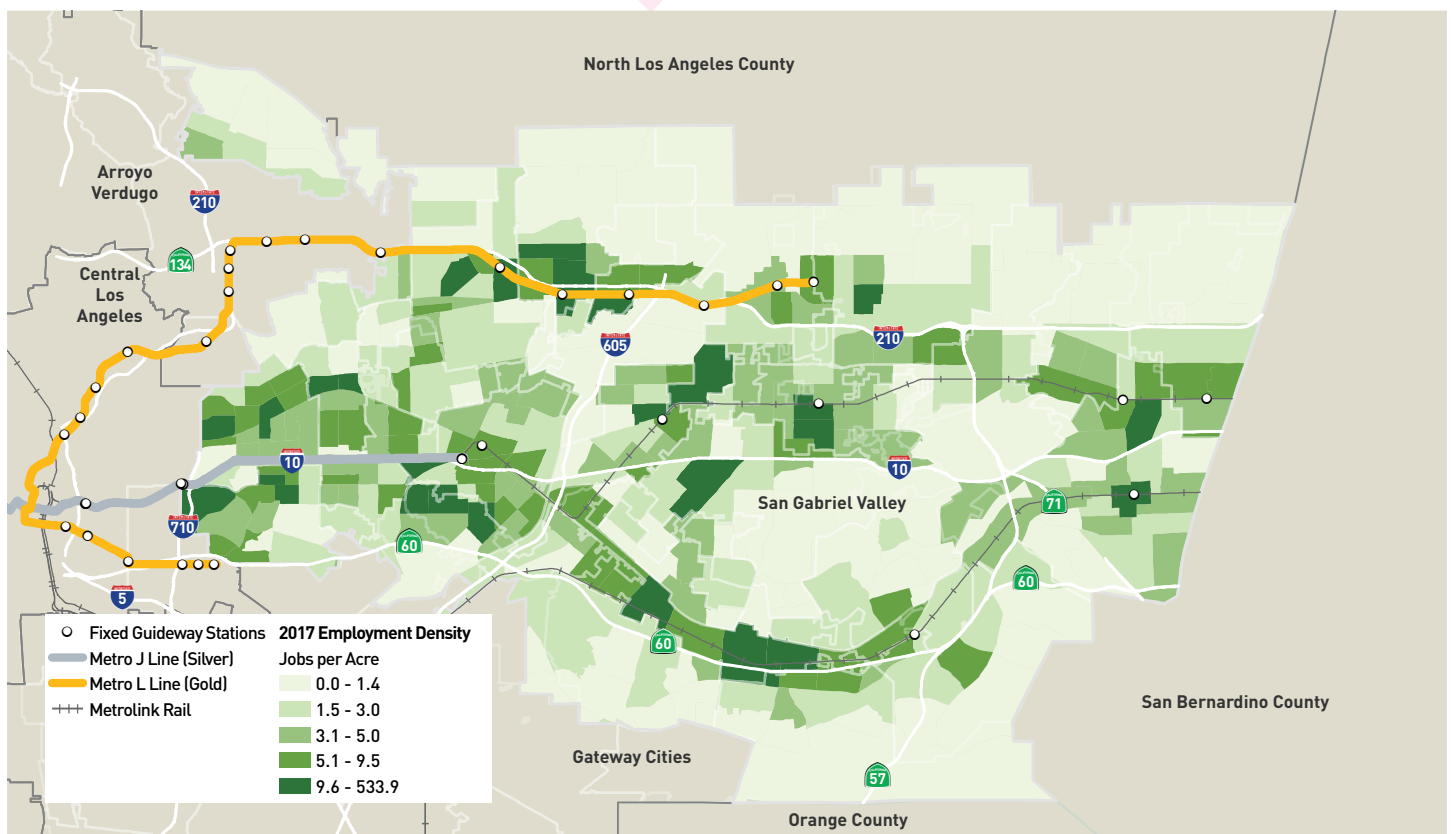 North Los Angeles County
Arroyo
Verdugo
210
134
Central
Los
Angeles
605
210
10
10
San Gabriel Valley
71
710
60
60
5
60
San Bernardino County
Gateway Cities
57
Orange County
Fixed Guideway Stations
Metro J Line (Silver)
Metro L Line (Gold)
Metrolink Rail
2017 Employment Density
Jobs per Acre
0.0 - 1.4
1.5 - 3.0
3.1 - 5.0
5.1 - 9.5
9.6 - 533.9